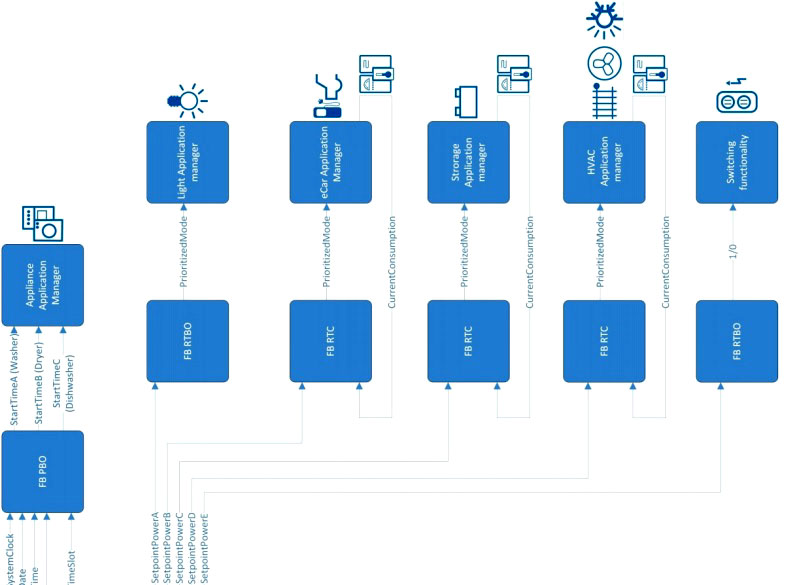 Light Application
manager
eCar Application
Manager
Strorage
Application
manager
HVAC
Application
manager
Switching
functionality
Appliance
Application
Manager
PrioritizedMode
PrioritizedMode
CurrentConsumption
PrioritizedMode
CurrentConsumption
PrioritizedMode
CurrentConsumption
1/0
FB RTBO
FB RTC
FB RTC
FB RTC
FB RTBO
StartTimeA (Washer)
StartTimeB (Dryer)
StartTimeC
(Dishwasher)
FB PBO
SetpointPowerA
SetpointPowerB
SetpointPowerC
SetpointPowerD
SetpointPowerE
ystemClock
Date
Time
TimeSlot